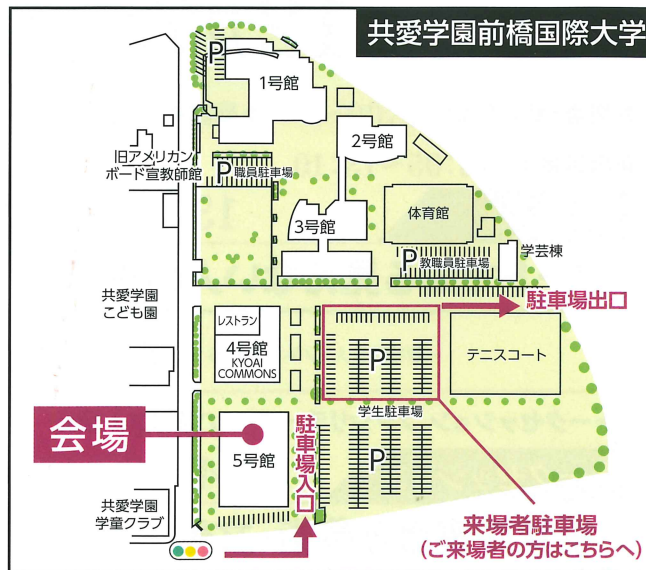 共愛学園前橋国際大学
P
1号館
2号館
旧アメリカン
ボード宣教師館
P 職員駐車場
3号館
体育館
学芸棟
P 教職員駐車場
共愛学園
こども園
レストラン
4号館
KYOAI
COMMONS
P
駐車場出口
テニスコート
学生駐車場
会場
5号館
駐車場入口
P
共愛学園
学童クラブ
来場者駐車場
(ご来場者の方はこちらへ)